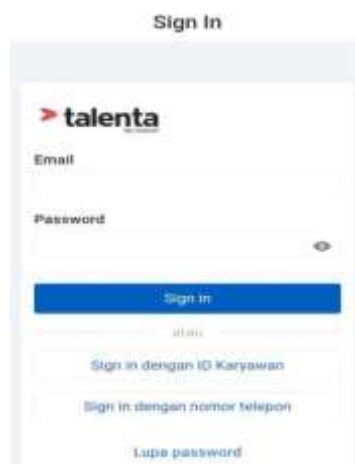 Sign In
talenta
Email
Password
Sign in
atau
Sign in dengan ID Karyawan
Sign in dengan nomor telepon
Lupa password